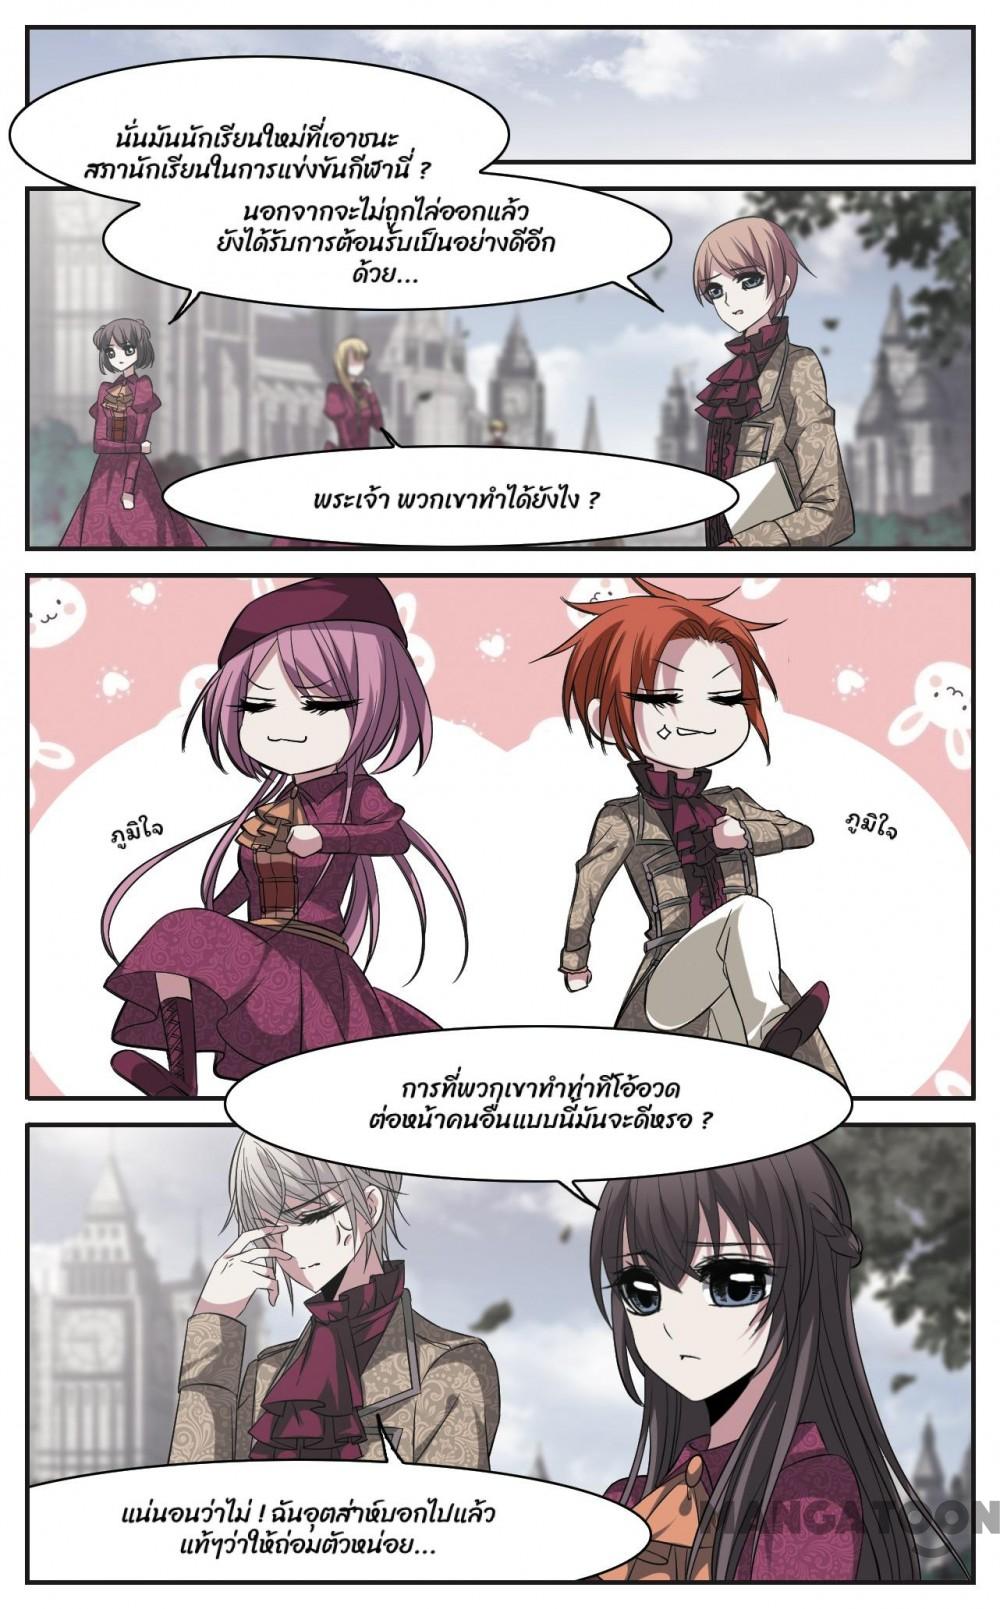 นั่นมันนักเรียนใหม่ที่เอาชนะ
สภานักเรียนในการแข่งขันกีฬานี่ ?
นอกจากจะไม่ถูกไล่ออกแล้ว
ยังได้รับการต้อนรับเป็นอย่างดีอีก
ด้วย...
พระเจ้า พวกเขาทำได้ยังไง ?
ภูมิใจ
ภูมิใจ
การที่พวกเขาทำท่าทีโอ้อวด
ต่อหน้าคนอื่นแบบนี้มันจะดีหรอ ?
แน่นอนว่าไม่ ! ฉันอุตส่าห์บอกไปแล้ว
แท้ๆว่าให้ถ่อมตัวหน่อย...
MANGATOON